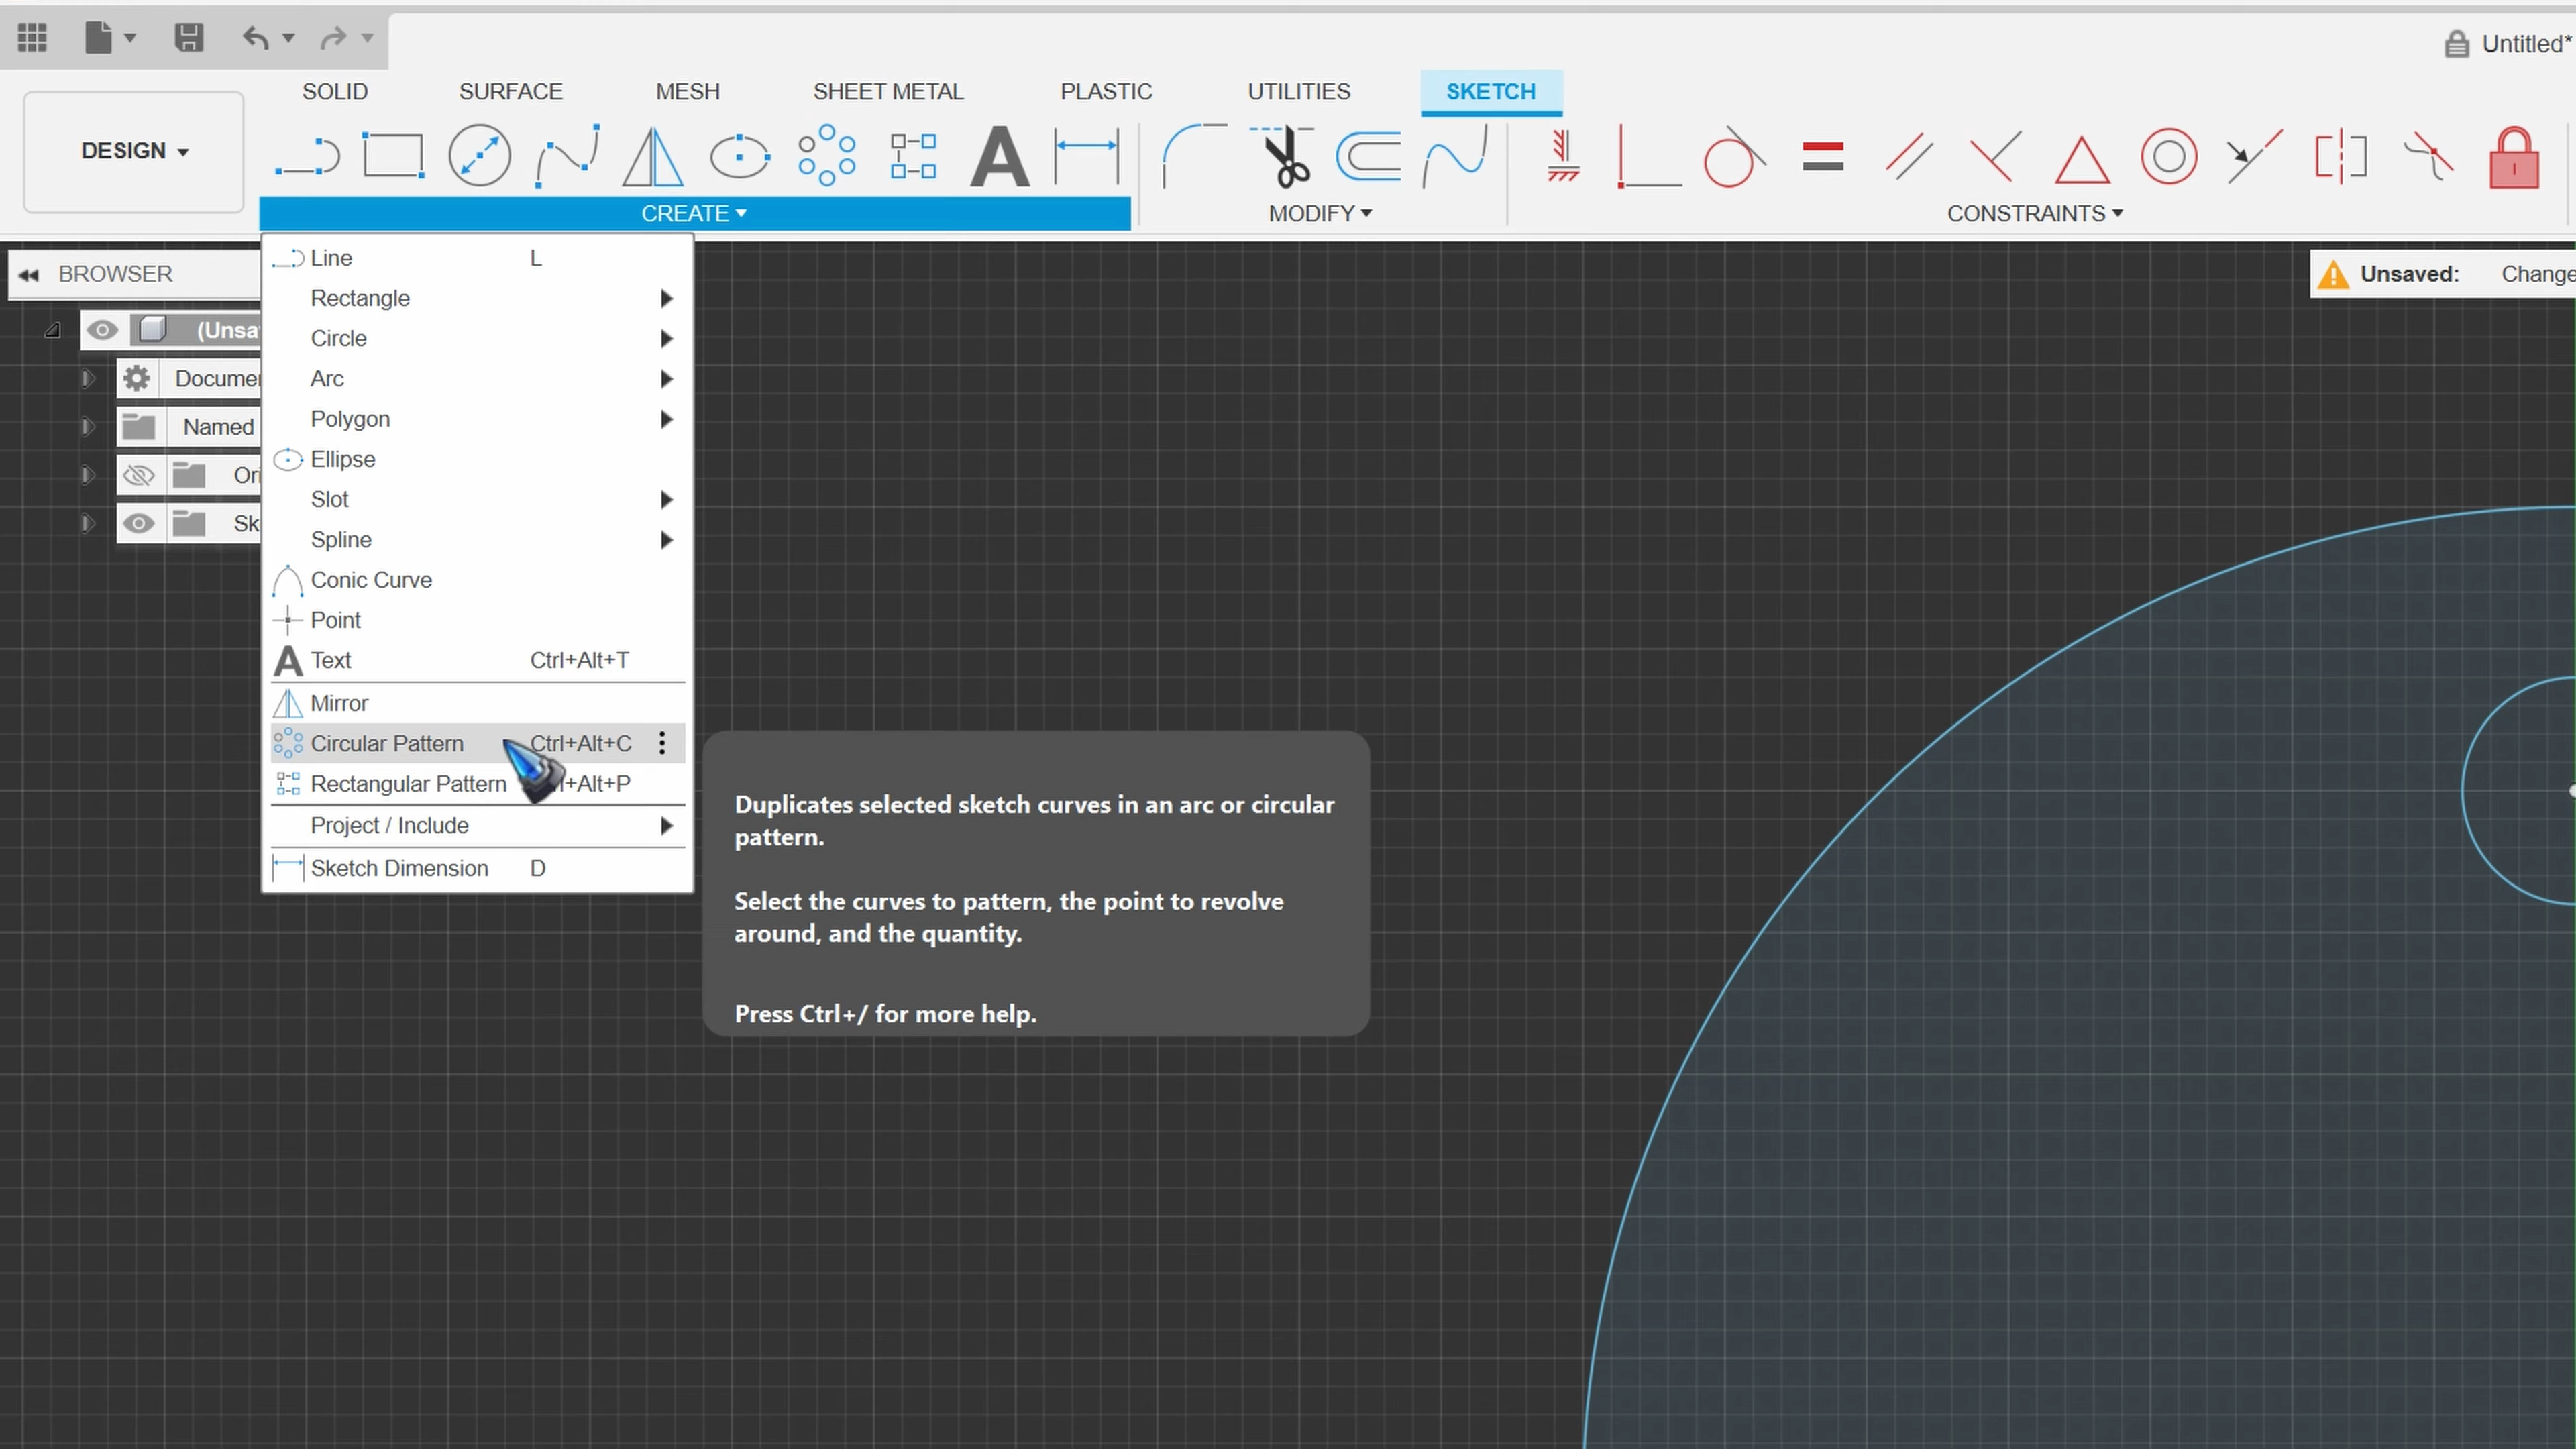 Untitled*
SOLID SURFACE MESH SHEET METAL PLASTIC UTILITIES SKETCH
DESIGN
CREATE MODIFY CONSTRAINTS
BROWSER
Unsaved: Change
(Unsa
Documer
Named
Ori
Sk
Line L
Rectangle
Circle
Arc
Polygon
Ellipse
Slot
Spline
Conic Curve
Point
Text Ctrl+Alt+T
Mirror
Circular Pattern Ctrl+Alt+C
Rectangular Pattern +Alt+P
Project / Include
Sketch Dimension D
Duplicates selected sketch curves in an arc or circular
pattern.
Select the curves to pattern, the point to revolve
around, and the quantity.
Press Ctrl+/ for more help.